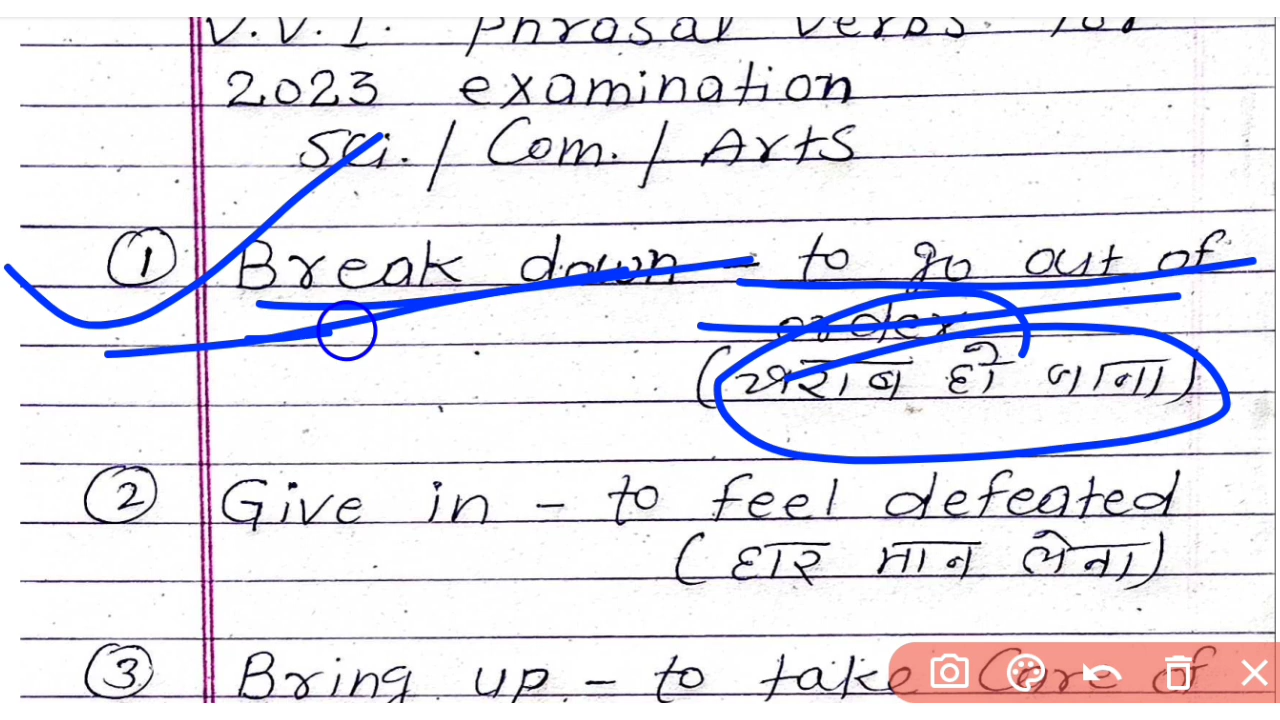 V.V.I. phrasal verbs for
2023 examination
Sci. / Com. / Arts
① Break down - to go out of
order
(खराब हो जाना)
② Give in - to feel defeated
(हार मान लेना)
③ Bring up - to take Care of